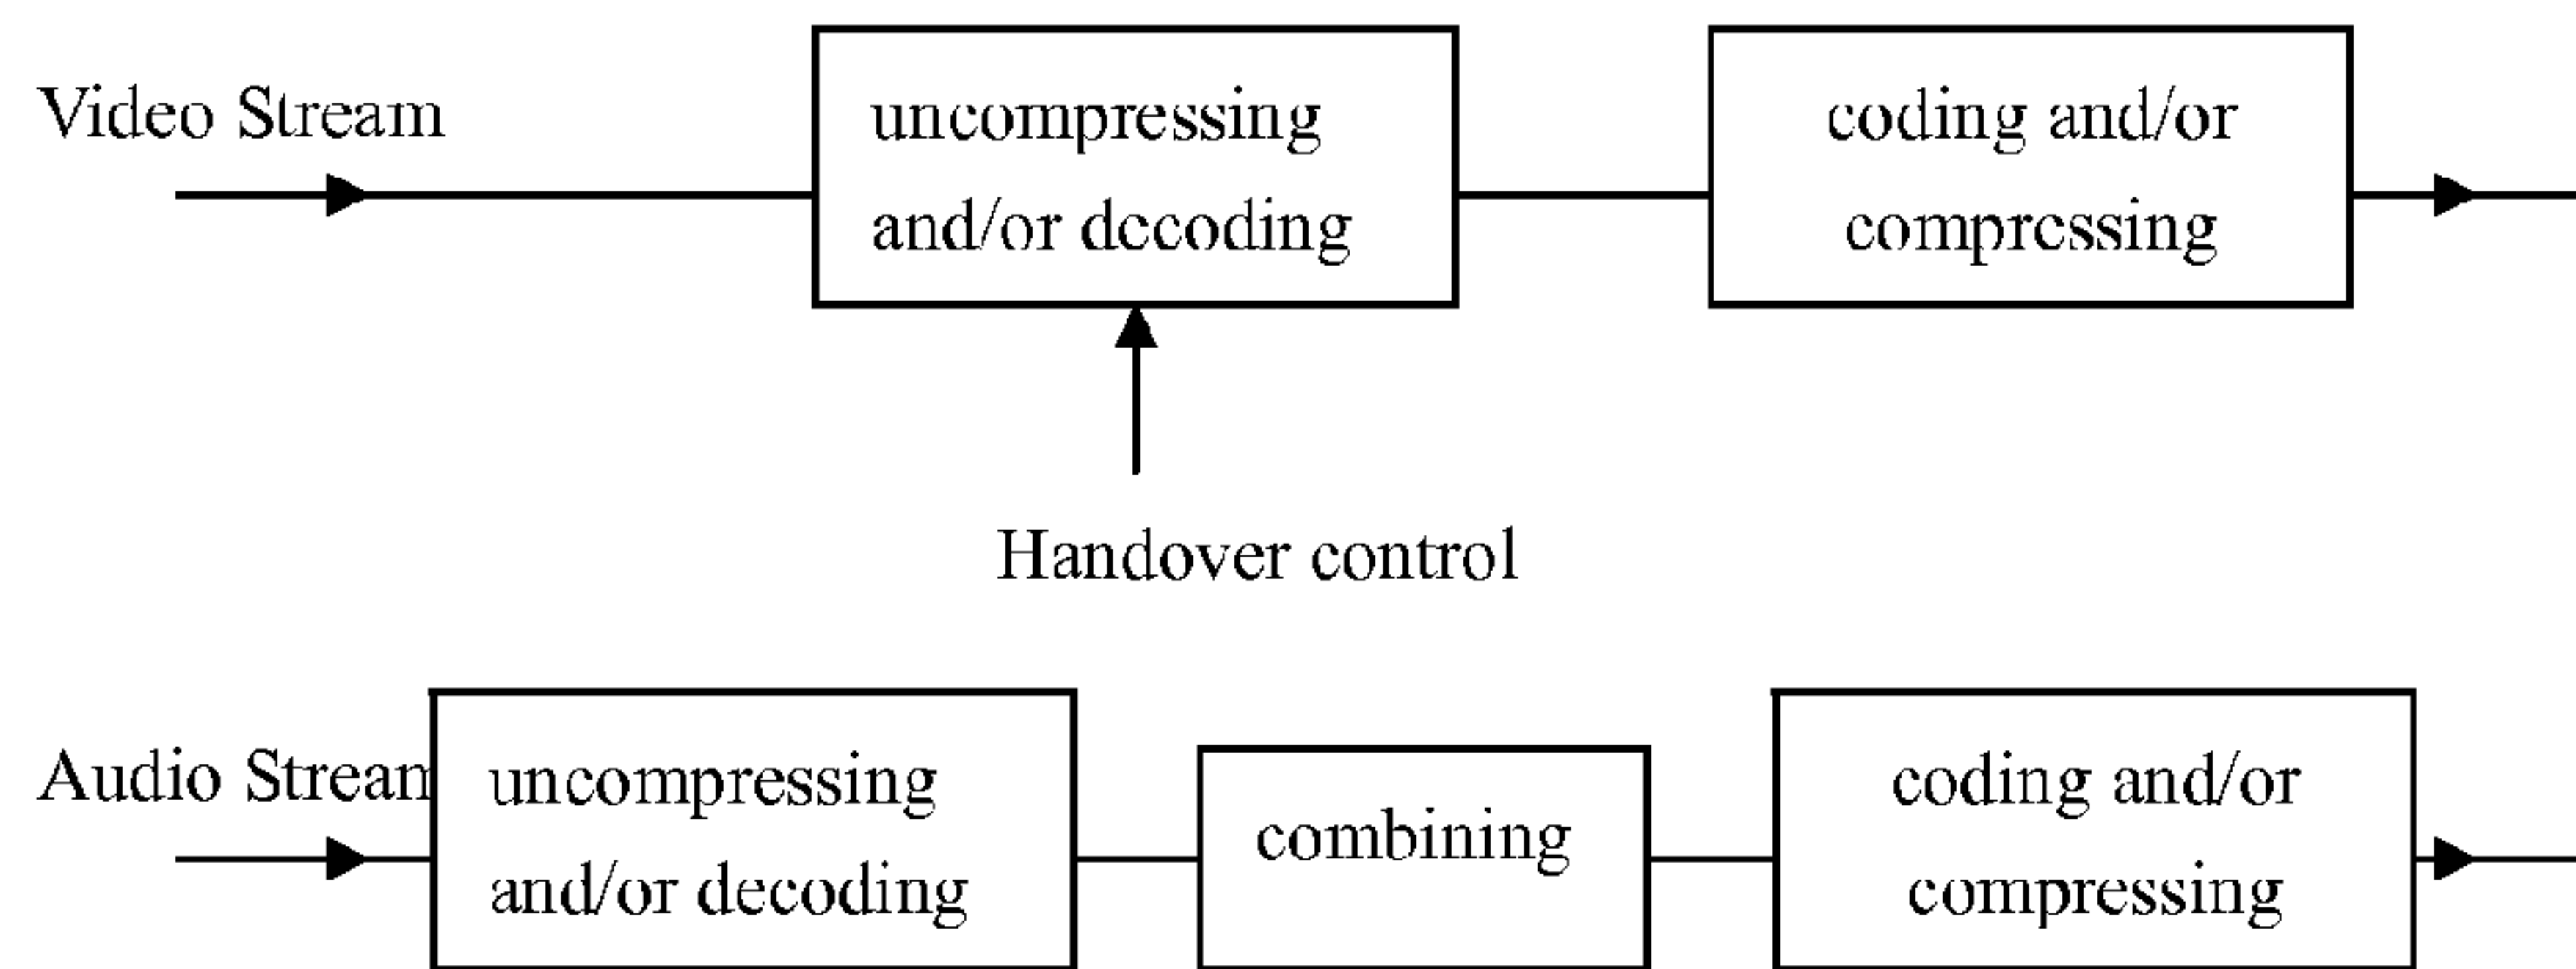 Video Stream
uncompressing
and/or decoding
coding and/or
compressing
Handover control
Audio Stream
uncompressing
and/or decoding
combining
coding and/or
compressing